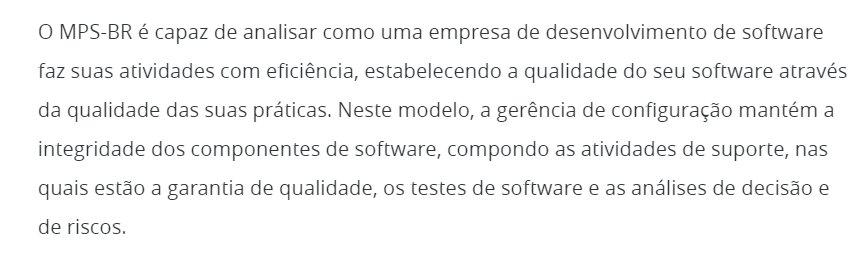 O MPS-BR é capaz de analisar como uma empresa de desenvolvimento de software
faz suas atividades com eficiência, estabelecendo a qualidade do seu software através
da qualidade das suas práticas. Neste modelo, a gerência de configuração mantém a
integridade dos componentes de software, compondo as atividades de suporte, nas
quais estão a garantia de qualidade, os testes de software e as análises de decisão e
de riscos.